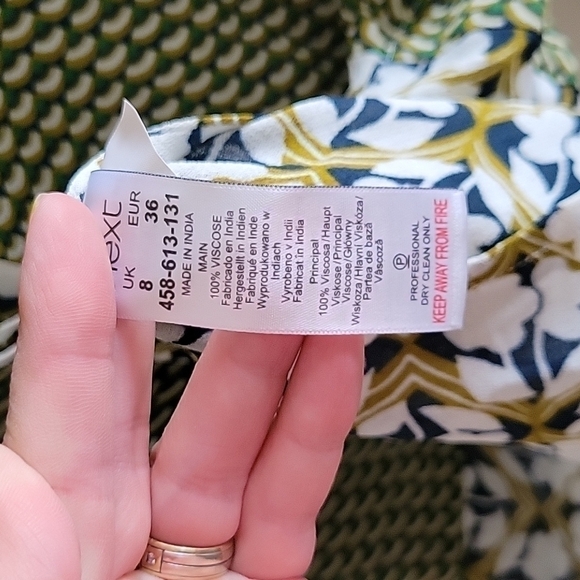 next
UK EUR
8 36
458-613-131
MADE IN INDIA
MAIN
100% VISCOSE
Fabricado en India
Hergestellt in Indien
Fabriqué en Inde
Wyprodukowano w
Indiach
Vyrobeno v Indii
Fabricat în India
Principal
100% Viscosa/Haupt
Viskose/Principal
Viscose/Główny
Wiskoza/Hlavní Viskóza/
Partea de bază
Vâscoză
P
PROFESSIONAL
DRY CLEAN ONLY
KEEP AWAY FROM FIRE